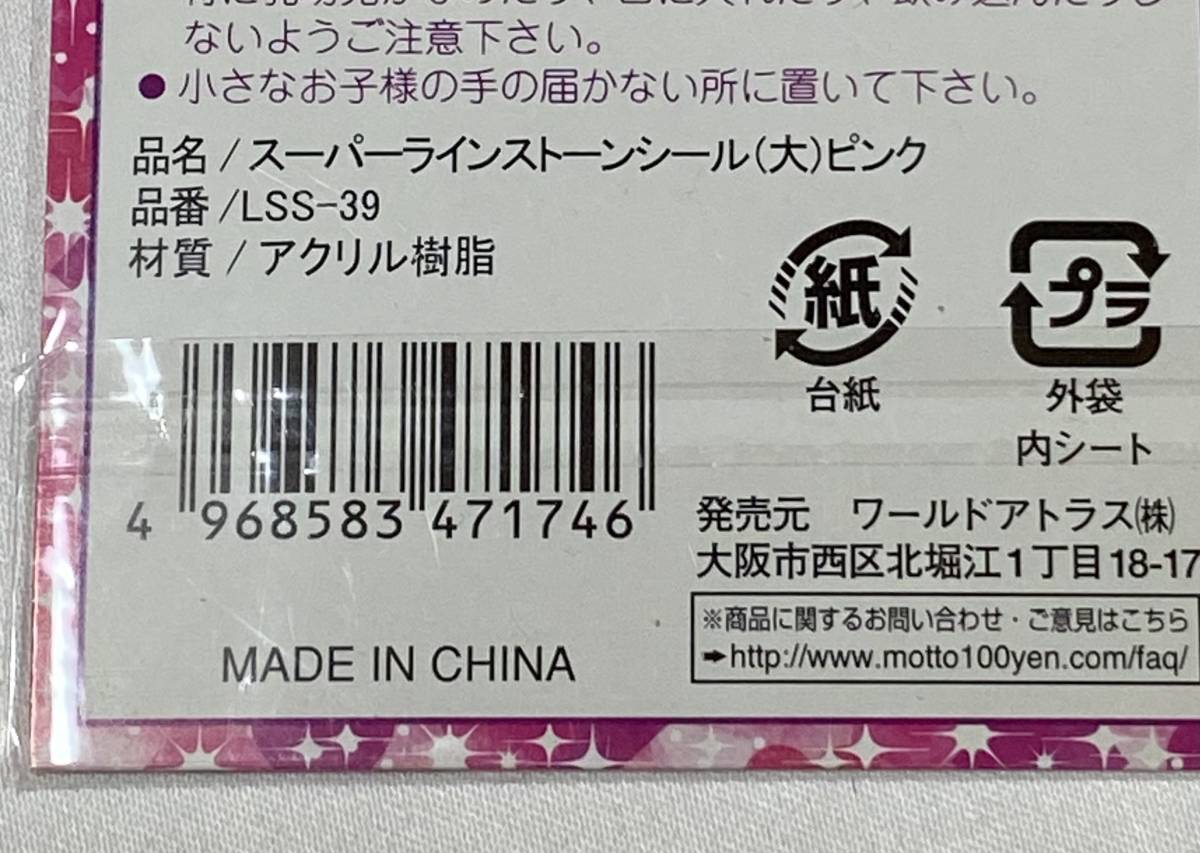 ないようご注意下さい。
● 小さなお子様の手の届かない所に置いて下さい。
品名 / スーパーラインストーンシール(大)ピンク
品番 /LSS-39
材質 / アクリル樹脂
紙
台紙
プラ
外袋
内シート
4 968583 471746
発売元 ワールドアトラス㈱
大阪市西区北堀江1丁目18-17
※商品に関するお問い合わせ・ご意見はこちら
➨http://www.motto100yen.com/faq/
MADE IN CHINA